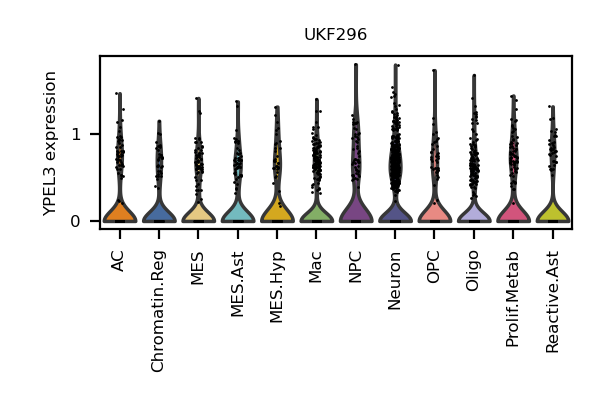 UKF296
YPEL3 expression
1
0
AC
Chromatin.Reg
MES
MES.Ast
MES.Hyp
Mac
NPC
Neuron
OPC
Oligo
Prolif.Metab
Reactive.Ast